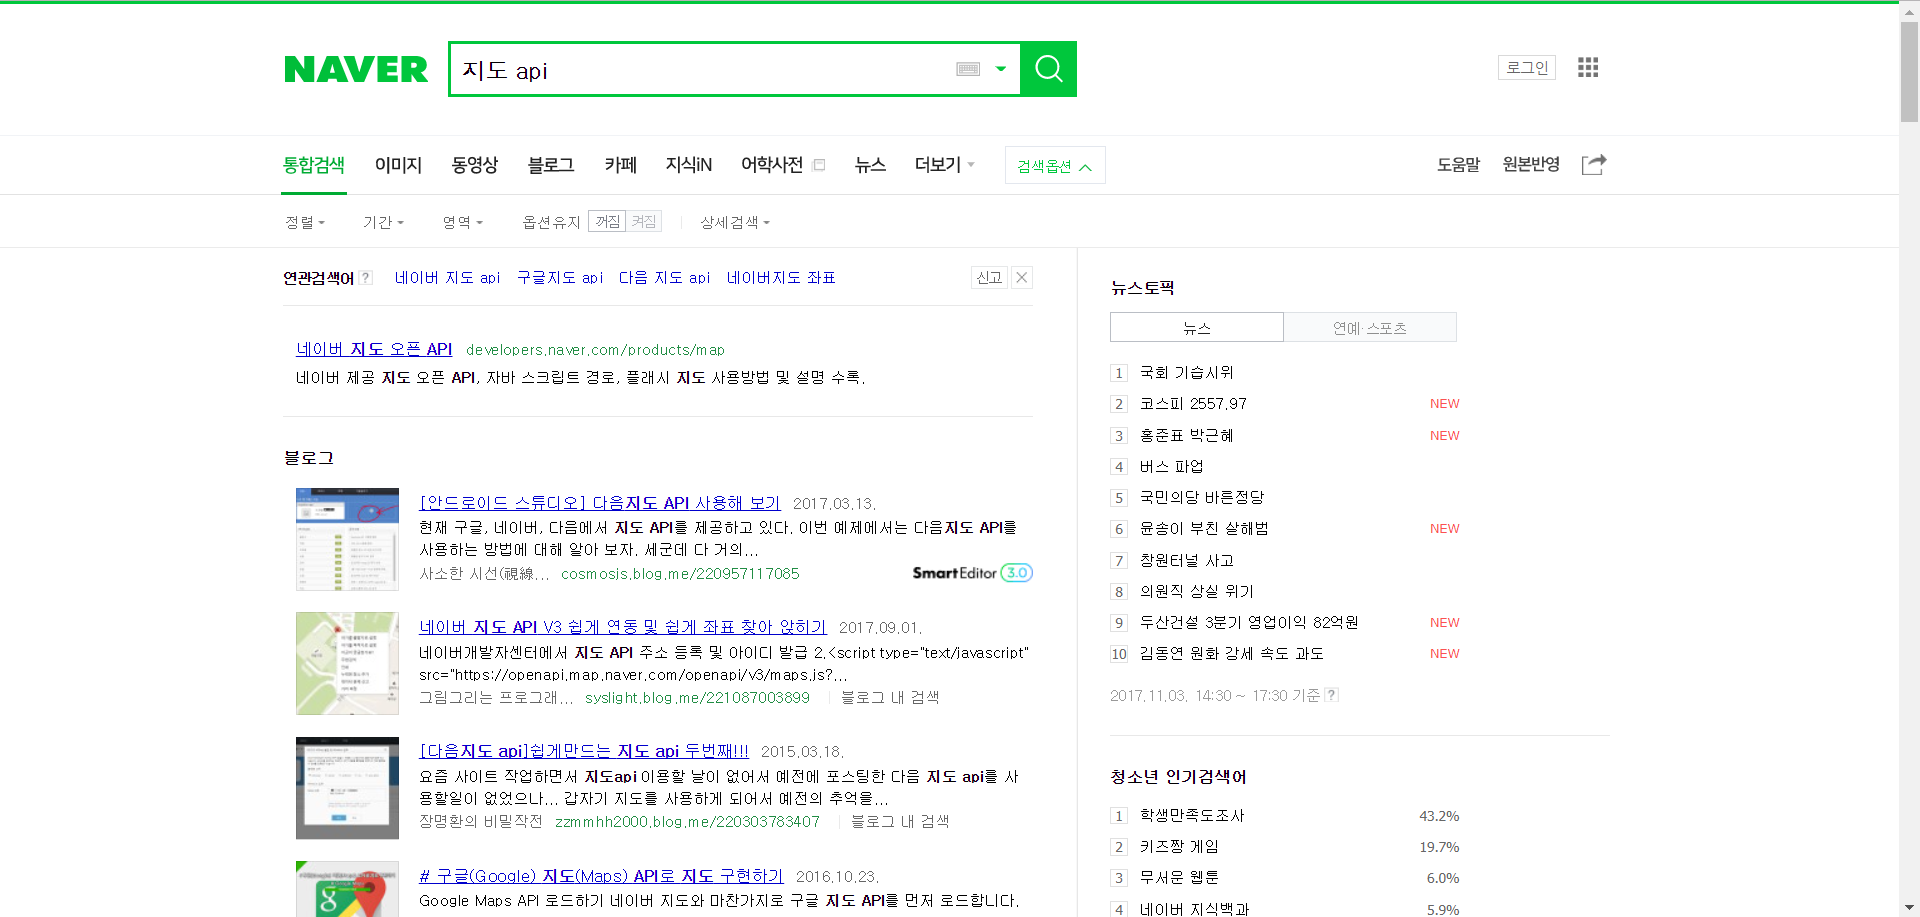 NAVER
지도 api
로그인
통합검색 이미지 동영상 블로그 카페 지식iN 어학사전 뉴스 더보기 검색옵션 도움말 원본반영
정렬 기간 영역 옵션유지 꺼짐 켜짐 상세검색
연관검색어 ? 네이버 지도 api 구글지도 api 다음 지도 api 네이버지도 좌표 신고
네이버 지도 오픈 API developers.naver.com/products/map
네이버 제공 지도 오픈 API, 자바 스크립트 경로, 플래시 지도 사용방법 및 설명 수록.
블로그
[안드로이드 스튜디오] 다음지도 API 사용해 보기 2017.03.13.
현재 구글, 네이버, 다음에서 지도 API를 제공하고 있다. 이번 예제에서는 다음지도 API를
사용하는 방법에 대해 알아 보자. 세군데 다 거의...
사소한 시선(視線... cosmosjs.blog.me/220957117085
SmartEditor 3.0
네이버 지도 API V3 쉽게 연동 및 쉽게 좌표 찾아 앉히기 2017.09.01.
네이버개발자센터에서 지도 API 주소 등록 및 아이디 발급 2.<script type="text/javascript"
src="https://openapi.map.naver.com/openapi/v3/maps.js?...
그림그리는 프로그래... syslight.blog.me/221087003899 블로그 내 검색
[다음지도 api]쉽게만드는 지도 api 두번째!!! 2015.03.18.
요즘 사이트 작업하면서 지도api 이용할 날이 없어서 예전에 포스팅한 다음 지도 api를 사
용할일이 없었으나... 갑자기 지도를 사용하게 되어서 예전의 추억을...
장명환의 비밀작전 zzmmhh2000.blog.me/220303783407 블로그 내 검색
# 구글(Google) 지도(Maps) API로 지도 구현하기 2016.10.23.
Google Maps API 로드하기 네이버 지도와 마찬가지로 구글 지도 API를 먼저 로드합니다.
뉴스토픽
뉴스 연예·스포츠
1 국회 기습시위
2 코스피 2557.97 NEW
3 홍준표 박근혜 NEW
4 버스 파업
5 국민의당 바른정당
6 윤송이 부친 살해범 NEW
7 창원터널 사고
8 의원직 상실 위기
9 두산건설 3분기 영업이익 82억원 NEW
10 김동연 원화 강세 속도 과도 NEW
2017.11.03. 14:30 ~ 17:30 기준 ?
청소년 인기검색어
1 학생만족도조사 43.2%
2 키즈짱 게임 19.7%
3 무서운 웹툰 6.0%
4 네이버 지식백과 5.9%